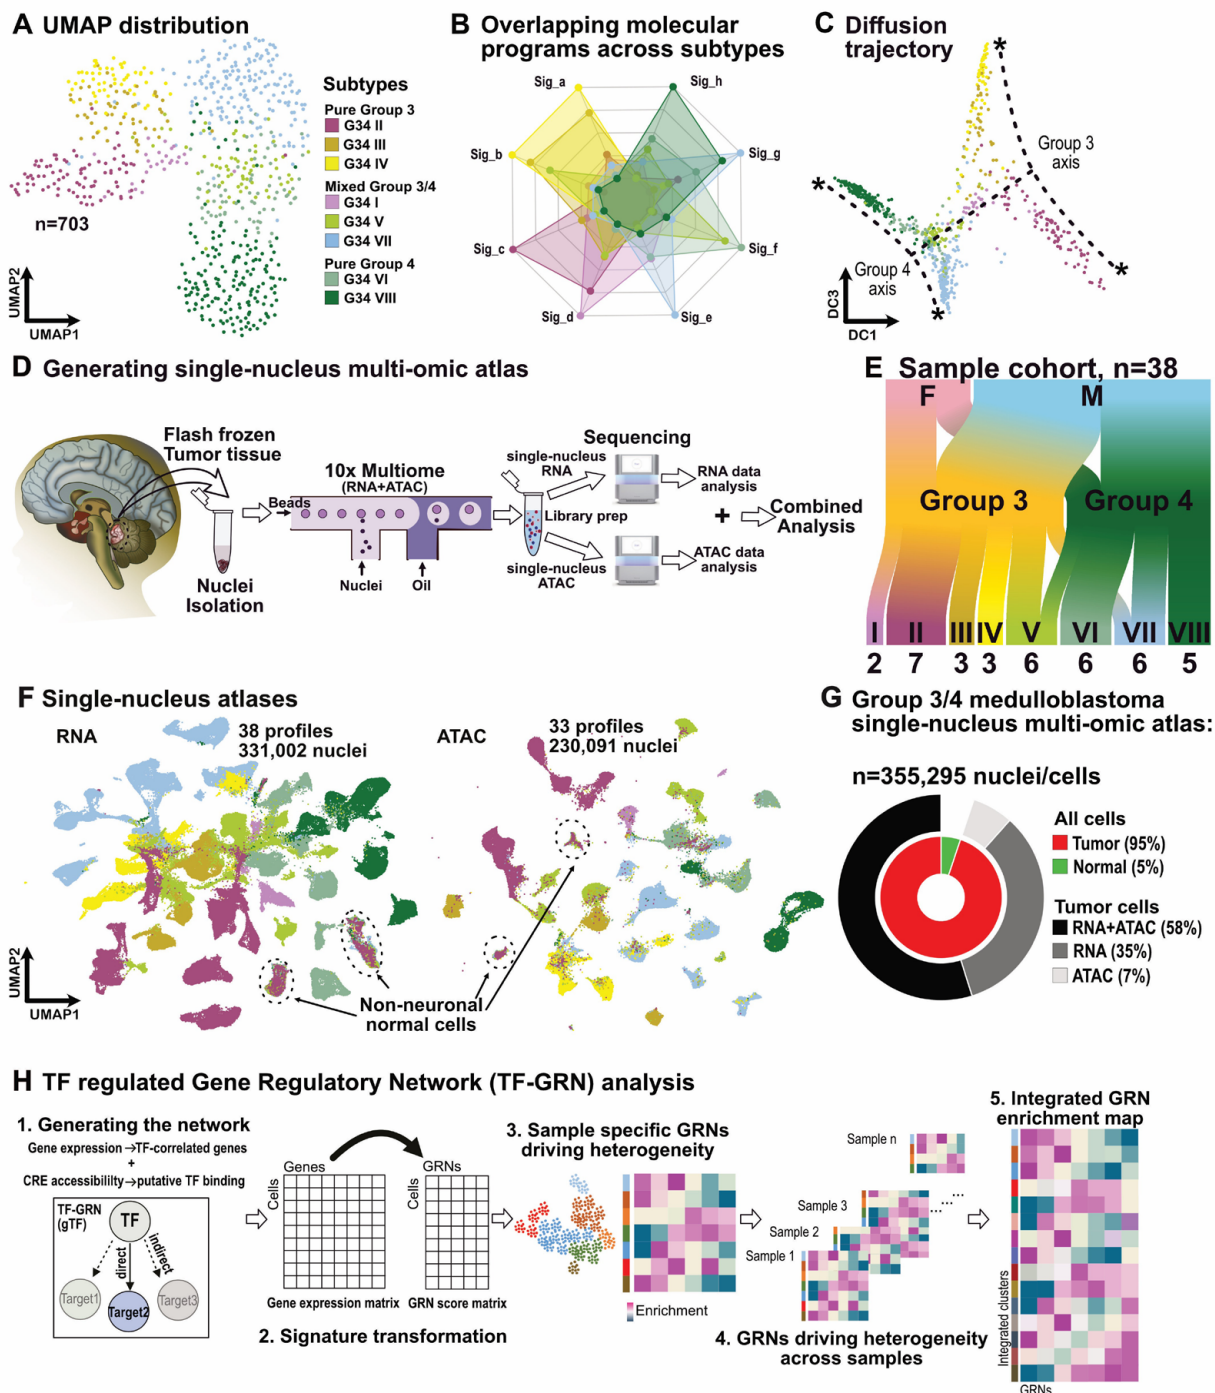 A UMAP distribution
Subtypes
Pure Group 3
G34 II
G34 III
G34 IV
Mixed Group 3/4
G34 I
G34 V
G34 VII
Pure Group 4
G34 VI
G34 VIII
n=703
UMAP2
UMAP1
B Overlapping molecular
programs across subtypes
Sig_a
Sig_h
Sig_b
Sig_g
Sig_c
Sig_f
Sig_d
Sig_e
C Diffusion
trajectory
*
Group 3
axis
*
*
Group 4
axis
*
DC3
DC1
D Generating single-nucleus multi-omic atlas
Flash frozen
Tumor tissue
Nuclei
Isolation
10x Multiome
(RNA+ATAC)
Beads
Nuclei
Oil
Sequencing
single-nucleus
RNA
Library prep
single-nucleus
ATAC
RNA data
analysis
+
ATAC data
analysis
Combined
Analysis
E Sample cohort, n=38
F M
Group 3 Group 4
I II III IV V VI VII VIII
2 7 3 3 6 6 6 5
F Single-nucleus atlases
RNA
38 profiles
331,002 nuclei
ATAC
33 profiles
230,091 nuclei
Non-neuronal
normal cells
UMAP2
UMAP1
G Group 3/4 medulloblastoma
single-nucleus multi-omic atlas:
n=355,295 nuclei/cells
All cells
Tumor (95%)
Normal (5%)
Tumor cells
RNA+ATAC (58%)
RNA (35%)
ATAC (7%)
H TF regulated Gene Regulatory Network (TF-GRN) analysis
1. Generating the network
Gene expression→TF-correlated genes
+
CRE accessibililty→putative TF binding
TF-GRN
(gTF)
TF
direct
indirect
Target1
Target2
Target3
Genes
Cells
Gene expression matrix
GRNs
Cells
GRN score matrix
2. Signature transformation
3. Sample specific GRNs
driving heterogeneity
Enrichment
Sample n
...
...
Sample 3
Sample 2
Sample 1
4. GRNs driving heterogeneity
across samples
5. Integrated GRN
enrichment map
Integrated clusters
GRNs